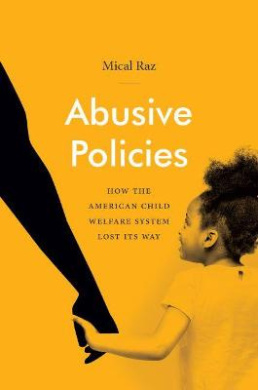 Mical Raz
Abusive
Policies
HOW THE
AMERICAN CHILD
WELFARE SYSTEM
LOST ITS WAY